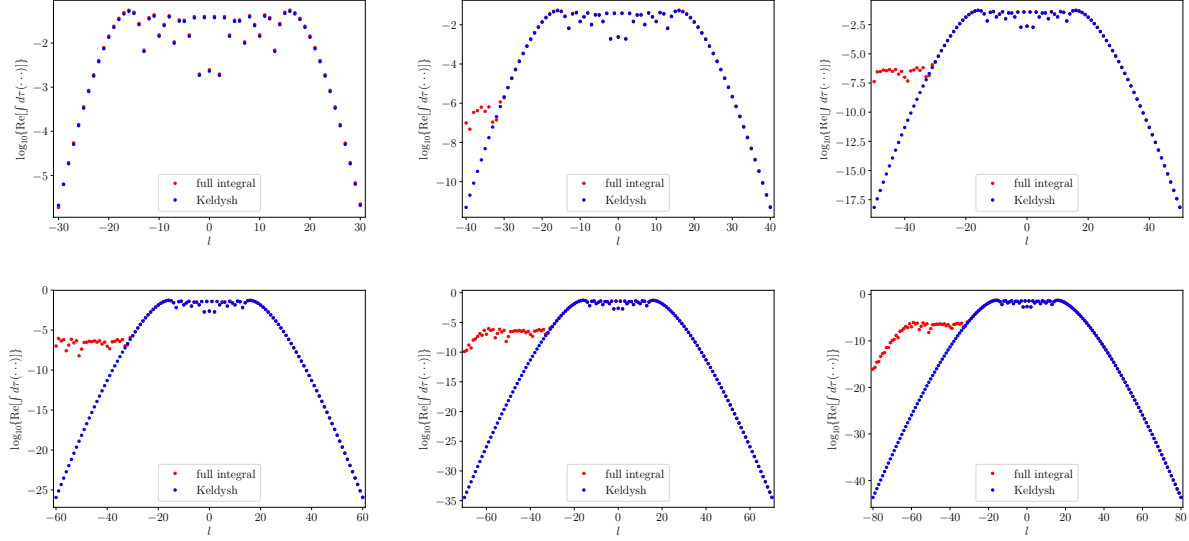 −2
−3
−4
−5
log₁₀{Re[∫ dτ(⋯)]}
full integral
Keldysh
−30 −20 −10 0 10 20 30
l
−2
−4
−6
−8
−10
log₁₀{Re[∫ dτ(⋯)]}
full integral
Keldysh
−40 −30 −20 −10 0 10 20 30 40
l
−2.5
−5.0
−7.5
−10.0
−12.5
−15.0
−17.5
log₁₀{Re[∫ dτ(⋯)]}
full integral
Keldysh
−40 −20 0 20 40
l
0
−5
−10
−15
−20
−25
log₁₀{Re[∫ dτ(⋯)]}
full integral
Keldysh
−60 −40 −20 0 20 40 60
l
0
−5
−10
−15
−20
−25
−30
−35
log₁₀{Re[∫ dτ(⋯)]}
full integral
Keldysh
−60 −40 −20 0 20 40 60
l
0
−10
−20
−30
−40
log₁₀{Re[∫ dτ(⋯)]}
full integral
Keldysh
−80 −60 −40 −20 0 20 40 60 80
l